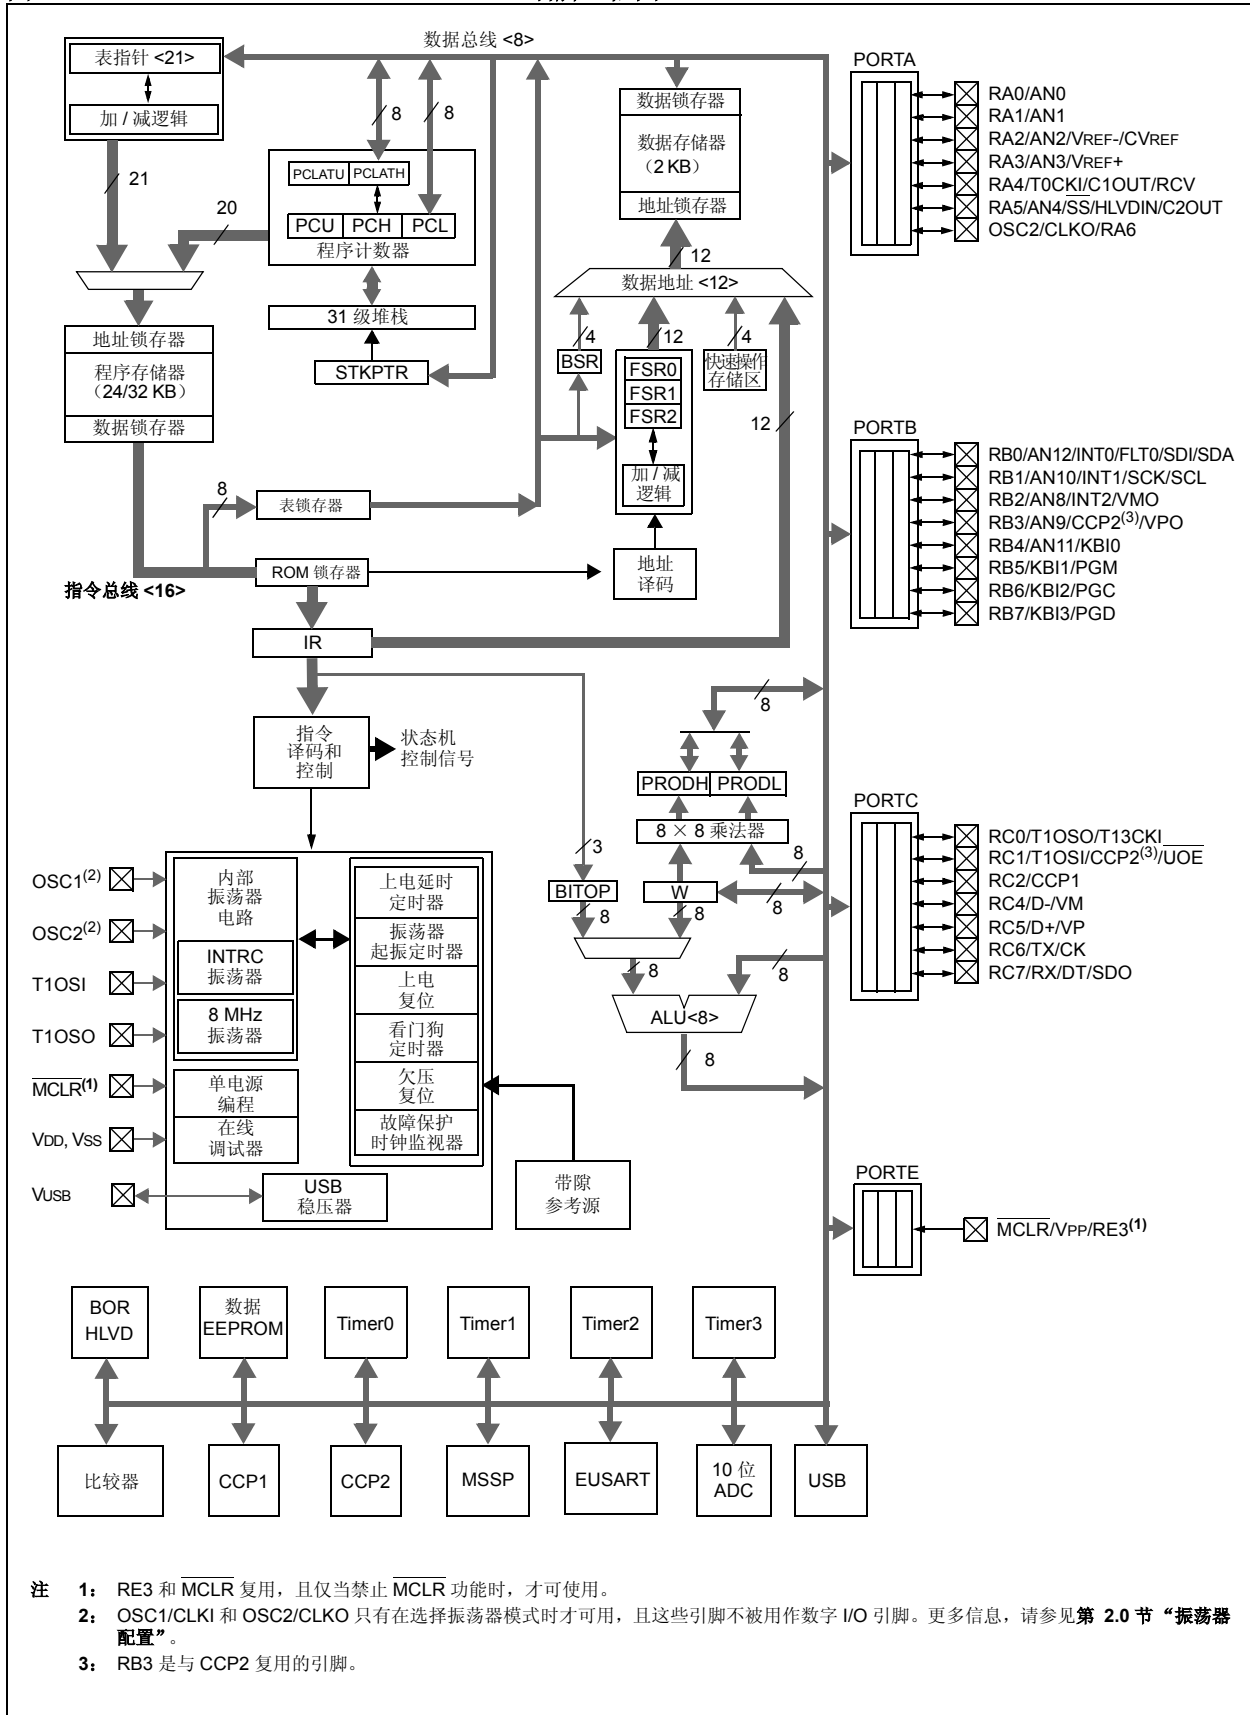 数据总线 <8>
表指针 <21>
加 / 减逻辑
21
20
8
8
PCLATU PCLATH
PCU PCH PCL
程序计数器
31 级堆栈
STKPTR
地址锁存器
程序存储器
（24/32 KB）
数据锁存器
8
表锁存器
ROM 锁存器
指令总线 <16>
IR
指令
译码和
控制
状态机
控制信号
数据锁存器
数据存储器
（2 KB）
地址锁存器
12
数据地址 <12>
4
12
4
BSR
FSR0
FSR1
FSR2
加 / 减
逻辑
快速操作
存储区
12
地址
译码
8
PRODH PRODL
8 × 8 乘法器
3
8
BITOP
W
8
8
8
8
8
ALU<8>
8
OSC1(2)
OSC2(2)
T1OSI
T1OSO
MCLR(1)
VDD, VSS
VUSB
内部
振荡器
电路
INTRC
振荡器
8 MHz
振荡器
单电源
编程
在线
调试器
USB
稳压器
上电延时
定时器
振荡器
起振定时器
上电
复位
看门狗
定时器
欠压
复位
故障保护
时钟监视器
带隙
参考源
PORTA
RA0/AN0
RA1/AN1
RA2/AN2/VREF-/CVREF
RA3/AN3/VREF+
RA4/T0CKI/C1OUT/RCV
RA5/AN4/SS/HLVDIN/C2OUT
OSC2/CLKO/RA6
PORTB
RB0/AN12/INT0/FLT0/SDI/SDA
RB1/AN10/INT1/SCK/SCL
RB2/AN8/INT2/VMO
RB3/AN9/CCP2(3)/VPO
RB4/AN11/KBI0
RB5/KBI1/PGM
RB6/KBI2/PGC
RB7/KBI3/PGD
PORTC
RC0/T1OSO/T13CKI
RC1/T1OSI/CCP2(3)/UOE
RC2/CCP1
RC4/D-/VM
RC5/D+/VP
RC6/TX/CK
RC7/RX/DT/SDO
PORTE
MCLR/VPP/RE3(1)
BOR
HLVD
数据
EEPROM
Timer0
Timer1
Timer2
Timer3
比较器
CCP1
CCP2
MSSP
EUSART
10 位
ADC
USB
注 1： RE3 和 MCLR 复用，且仅当禁止 MCLR 功能时，才可使用。
2： OSC1/CLKI 和 OSC2/CLKO 只有在选择振荡器模式时才可用，且这些引脚不被用作数字 I/O 引脚。更多信息，请参见第 2.0 节“振荡器
配置”。
3： RB3 是与 CCP2 复用的引脚。